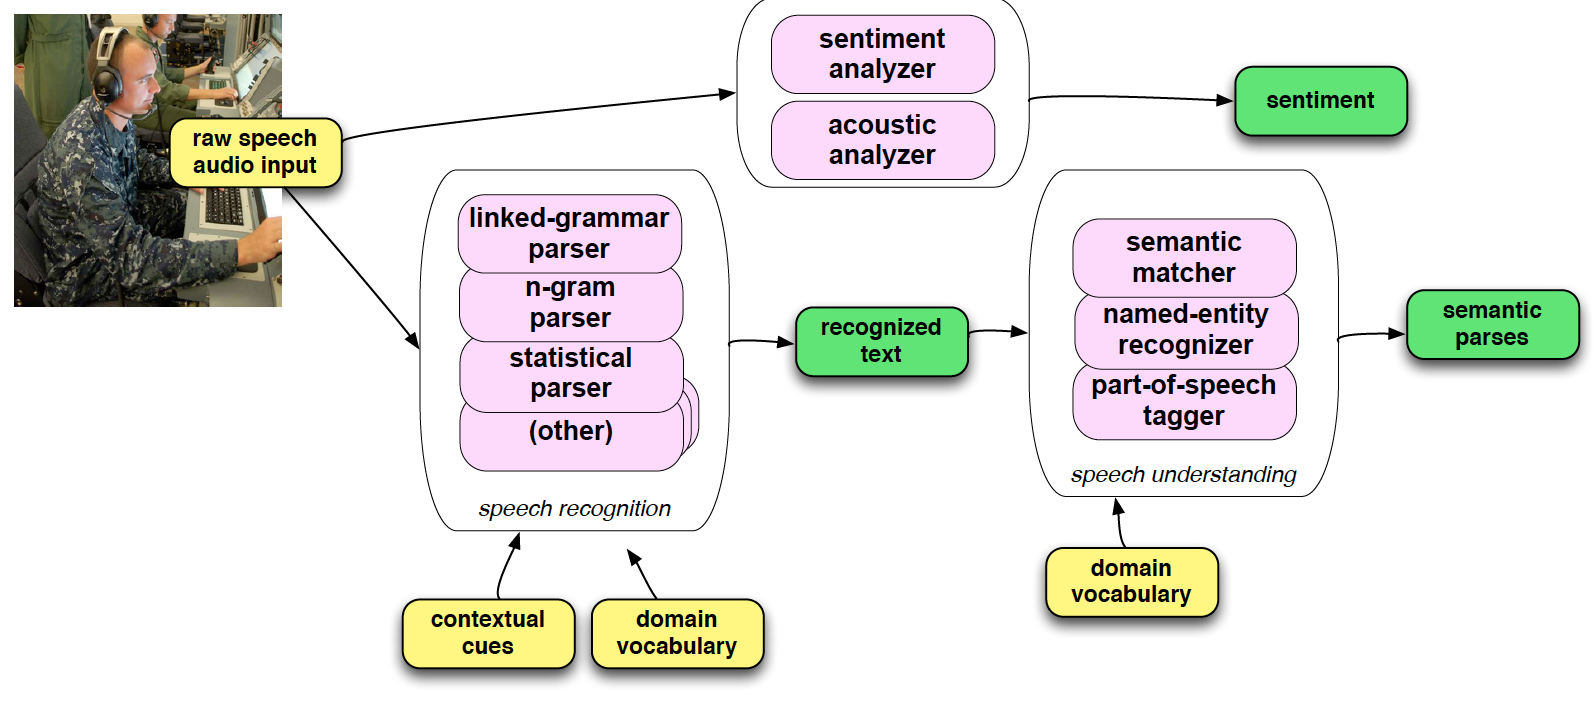 sentiment
analyzer
acoustic
analyzer
sentiment
raw speech
audio input
linked-grammar
parser
n-gram
parser
statistical
parser
(other)
speech recognition
recognized
text
semantic
matcher
named-entity
recognizer
part-of-speech
tagger
speech understanding
semantic
parses
contextual
cues
domain
vocabulary
domain
vocabulary